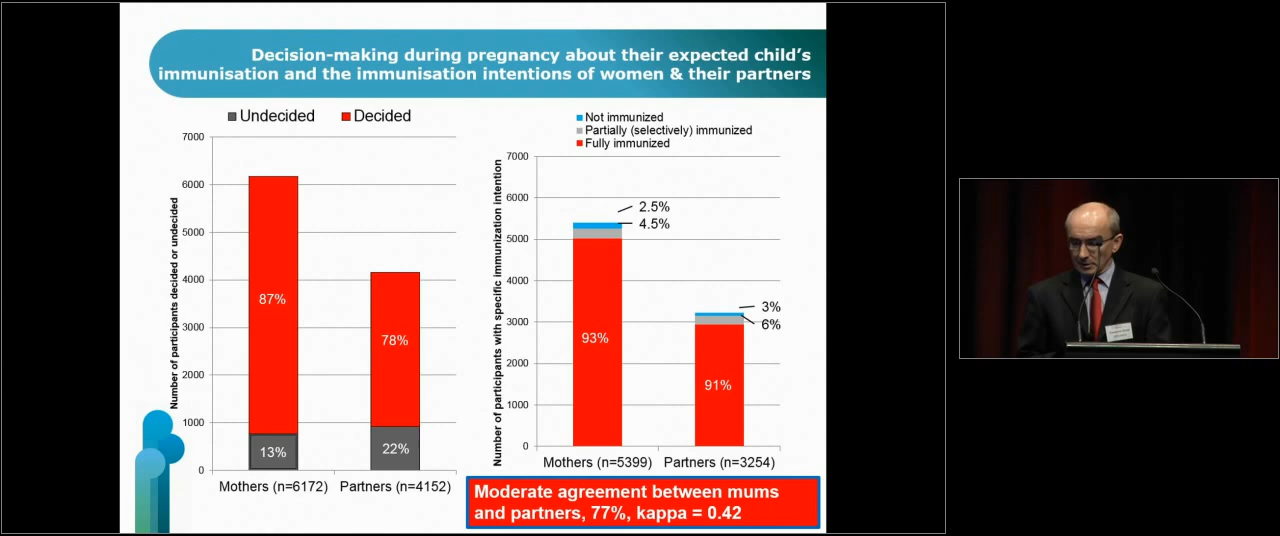 Decision-making during pregnancy about their expected child's
immunisation and the immunisation intentions of women & their partners
Undecided
Decided
Number of participants decided or undecided
7000
6000
5000
4000
3000
2000
1000
0
87%
13%
78%
22%
Mothers (n=6172)
Partners (n=4152)
Not immunized
Partially (selectively) immunized
Fully immunized
Number of participants with specific immunization intention
7000
6000
5000
4000
3000
2000
1000
0
2.5%
4.5%
93%
3%
6%
91%
Mothers (n=5399)
Partners (n=3254)
Moderate agreement between mums
and partners, 77%, kappa = 0.42